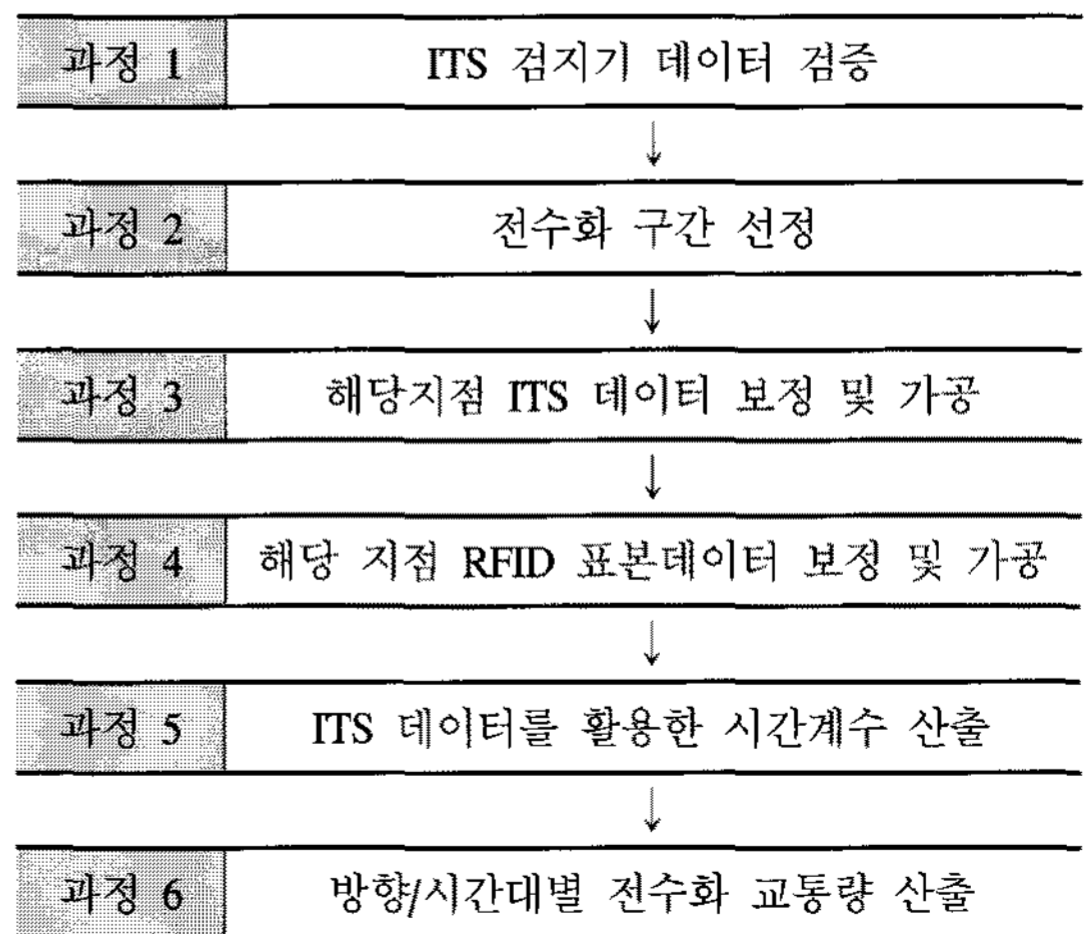 과정 1 ITS 검지기 데이터 검증
↓
과정 2 전수화 구간 선정
↓
과정 3 해당지점 ITS 데이터 보정 및 가공
↓
과정 4 해당 지점 RFID 표본데이터 보정 및 가공
↓
과정 5 ITS 데이터를 활용한 시간계수 산출
↓
과정 6 방향/시간대별 전수화 교통량 산출